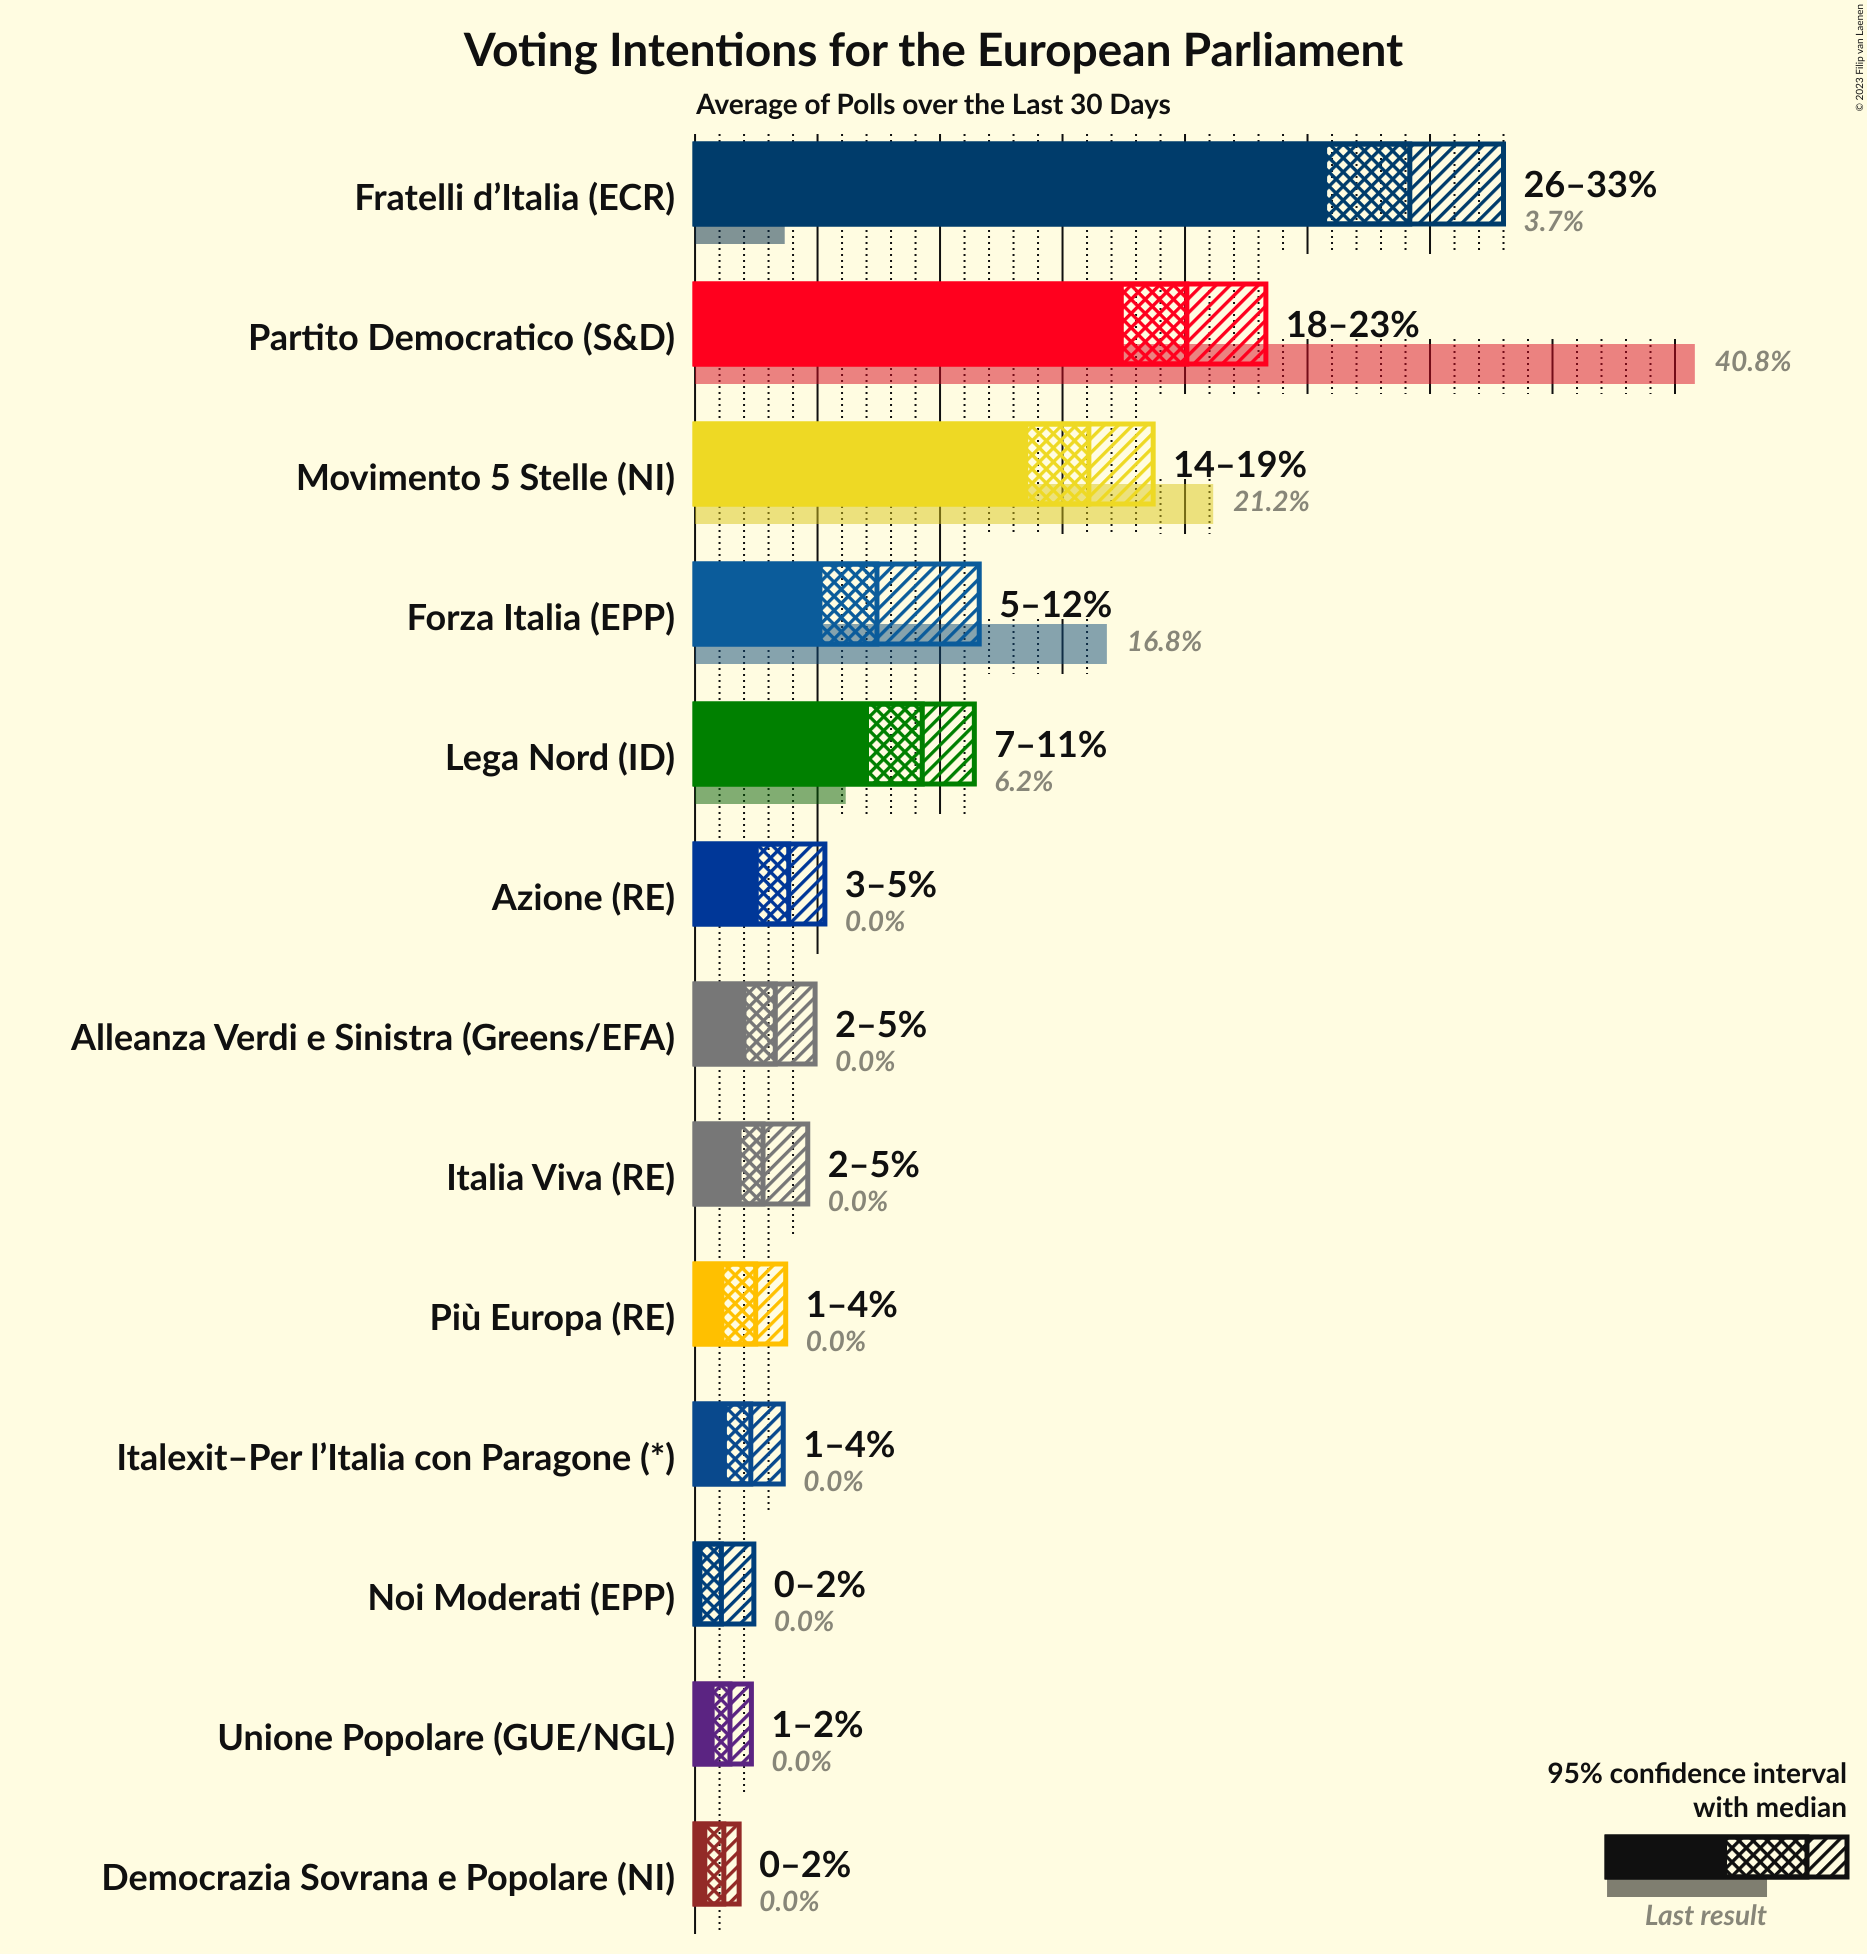 Voting Intentions for the European Parliament
Average of Polls over the Last 30 Days
© 2023 Filip van Laenen
Fratelli d’Italia (ECR)
26–33%
3.7%
Partito Democratico (S&D)
18–23%
40.8%
Movimento 5 Stelle (NI)
14–19%
21.2%
Forza Italia (EPP)
5–12%
16.8%
Lega Nord (ID)
7–11%
6.2%
Azione (RE)
3–5%
0.0%
Alleanza Verdi e Sinistra (Greens/EFA)
2–5%
0.0%
Italia Viva (RE)
2–5%
0.0%
Più Europa (RE)
1–4%
0.0%
Italexit–Per l’Italia con Paragone (*)
1–4%
0.0%
Noi Moderati (EPP)
0–2%
0.0%
Unione Popolare (GUE/NGL)
1–2%
0.0%
Democrazia Sovrana e Popolare (NI)
0–2%
0.0%
95% confidence interval
with median
Last result